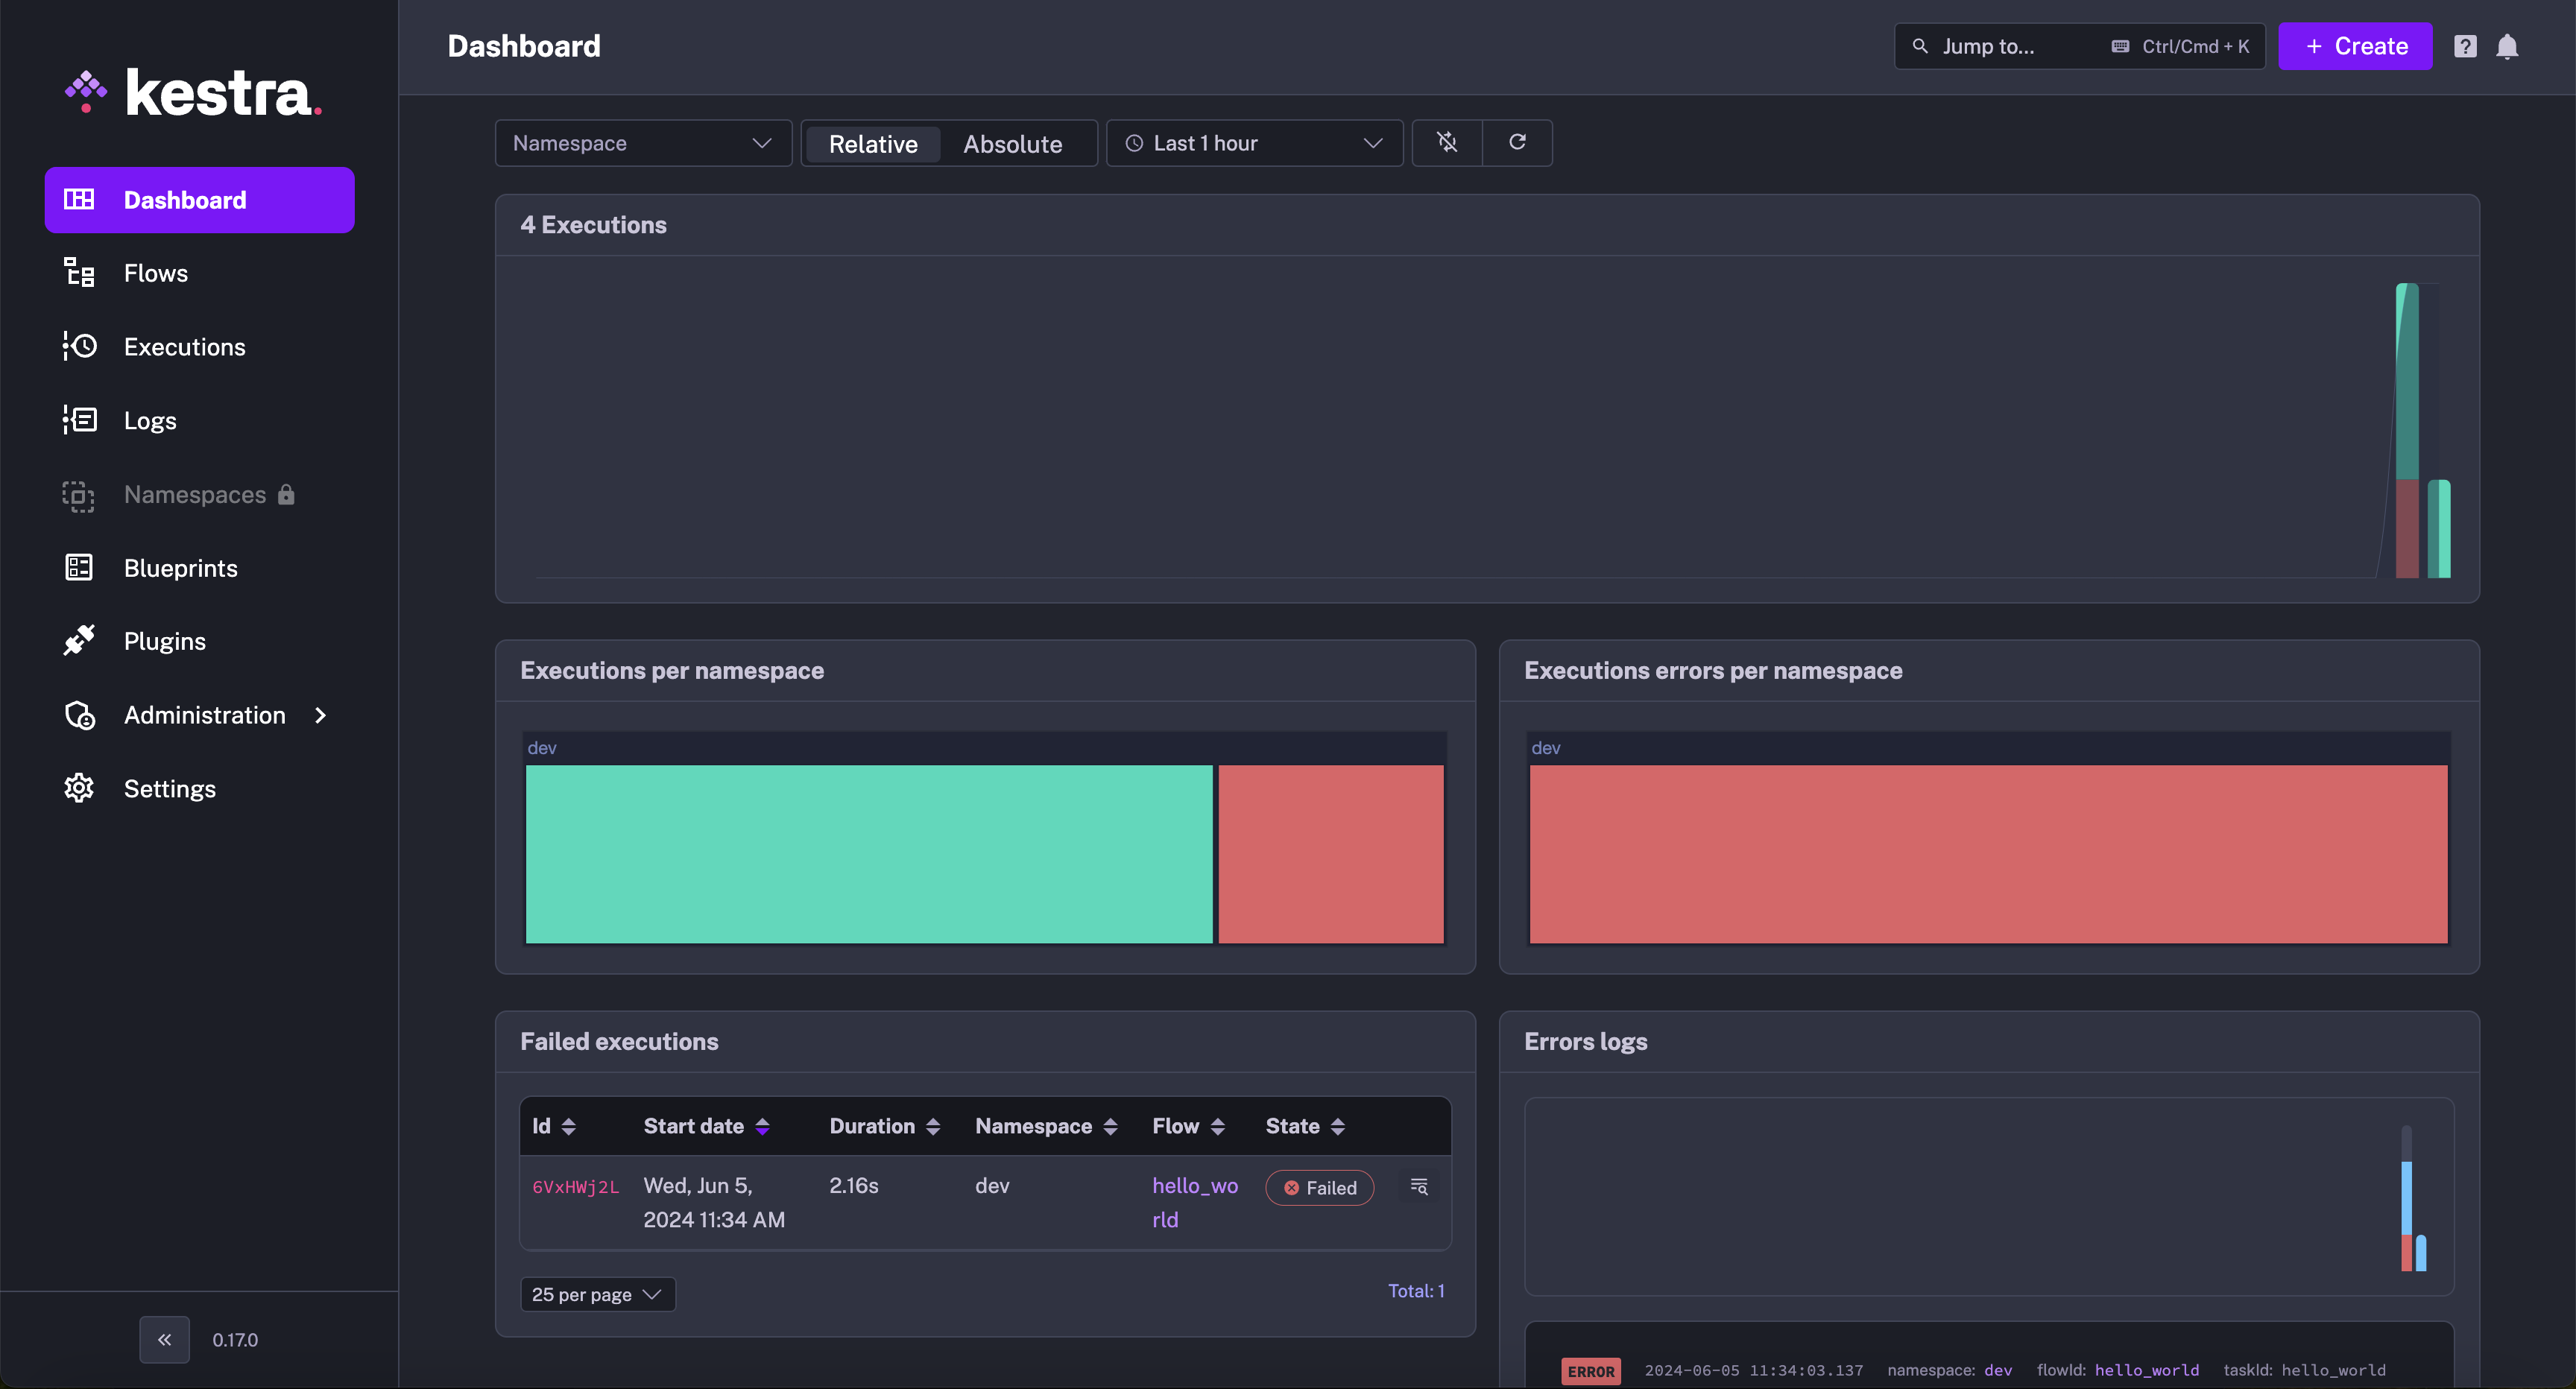 kestra.
Dashboard
Flows
Executions
Logs
Namespaces
Blueprints
Plugins
Administration
Settings
0.17.0
Dashboard
Jump to... Ctrl/Cmd + K
Create
Namespace
Relative Absolute
Last 1 hour
4 Executions
Executions per namespace
dev
Executions errors per namespace
dev
Failed executions
Id Start date Duration Namespace Flow State
6VxHWj2L Wed, Jun 5, 2.16s dev hello_wo Failed
2024 11:34 AM rld
25 per page Total: 1
Errors logs
ERROR 2024-06-05 11:34:03.137 namespace: dev flowId: hello_world taskId: hello_world